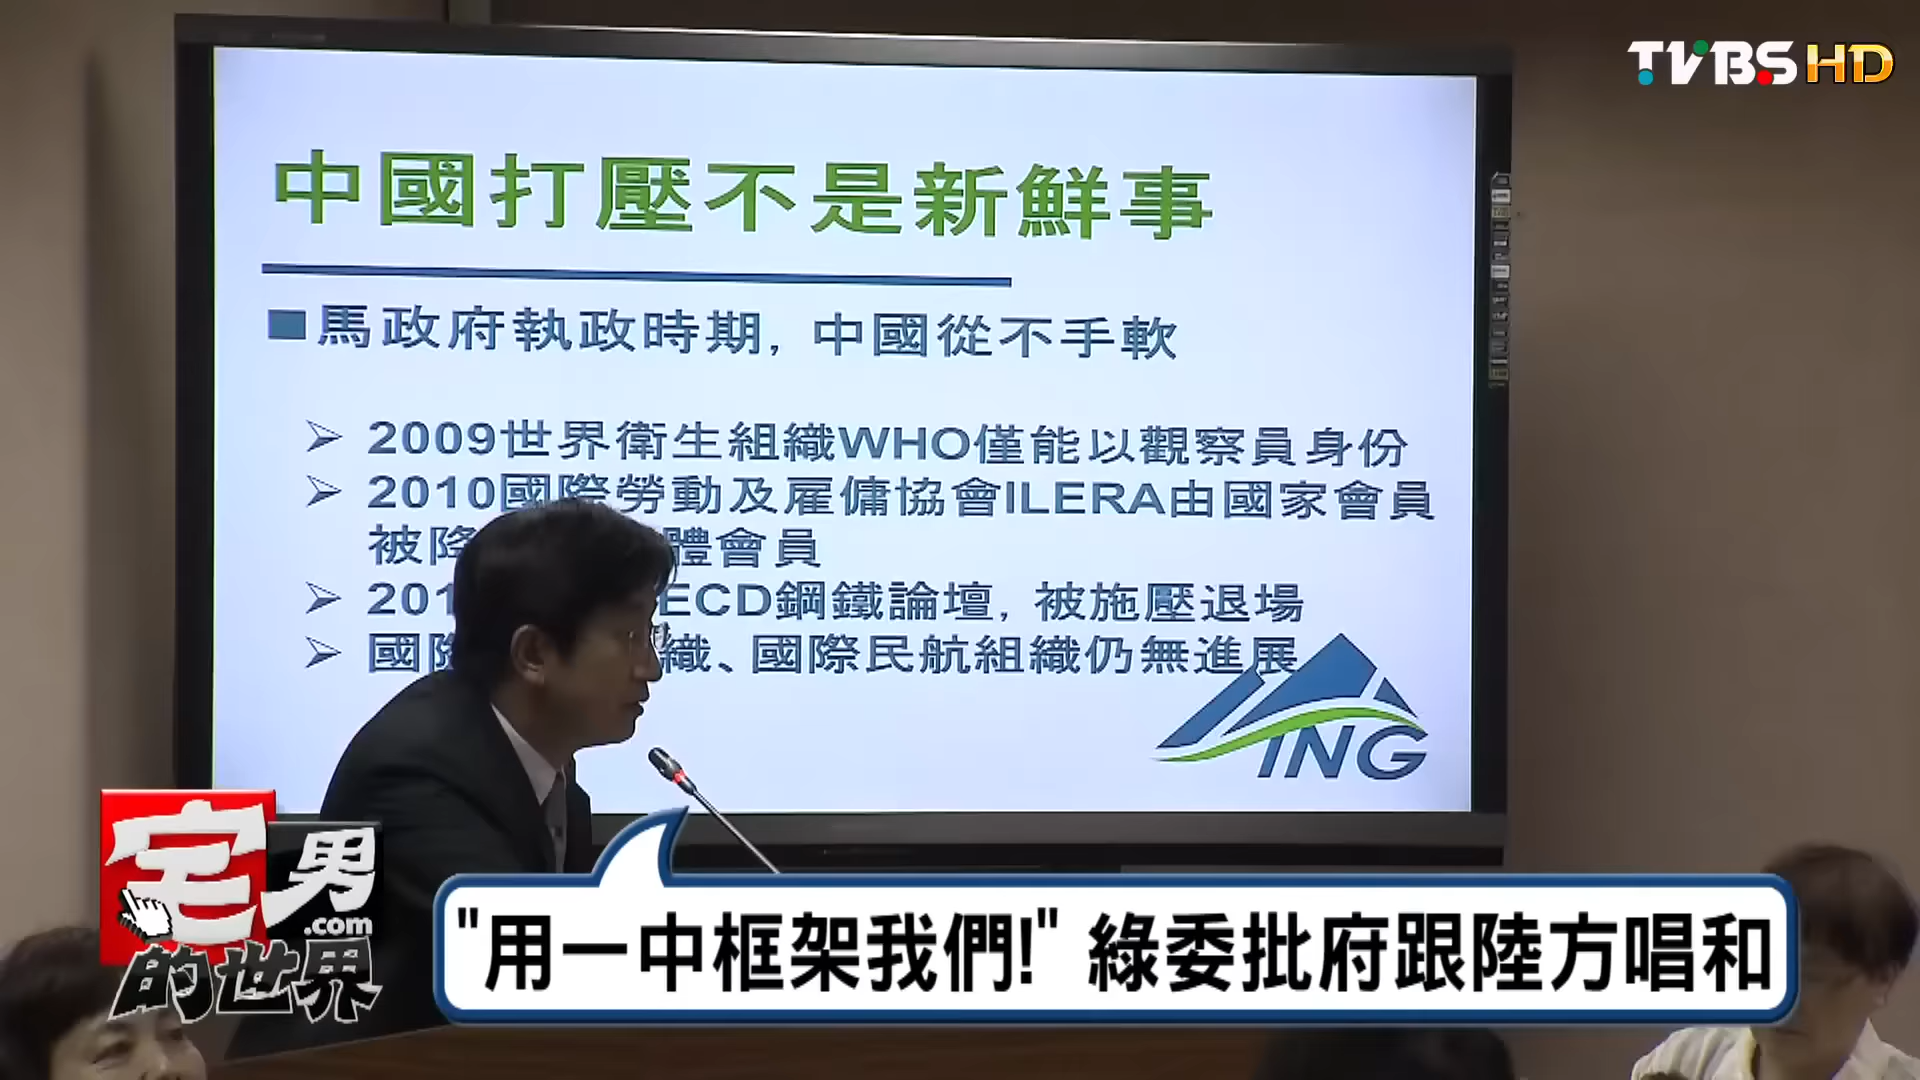 TVBS HD
中國打壓不是新鮮事
馬政府執政時期，中國從不手軟
2009世界衛生組織WHO僅能以觀察員身份
2010國際勞動及雇傭協會ILERA由國家會員
被降 體會員
201 ECD鋼鐵論壇，被施壓退場
國際 織、國際民航組織仍無進展
ING
宅男
.com
的世界
"用一中框架我們!" 綠委批府跟陸方唱和